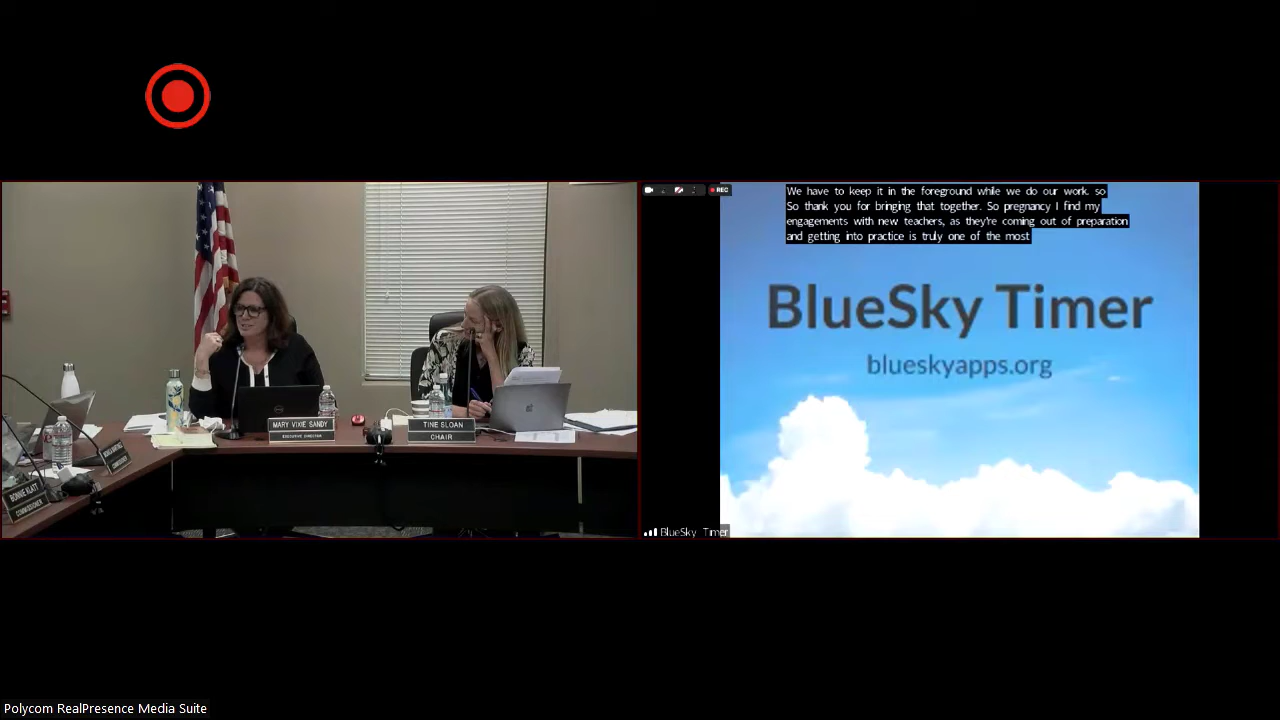 REC
We have to keep it in the foreground while we do our work. so
So thank you for bringing that together. So pregnancy I find my
engagements with new teachers, as they're coming out of preparation
and getting into practice is truly one of the most
BlueSky Timer
blueskyapps.org
MARY VIXIE SANDY
EXECUTIVE DIRECTOR
TINE SLOAN
CHAIR
COMMISSIONER
BONNIE KLATT
COMMISSIONER
BlueSky Timer
Polycom RealPresence Media Suite